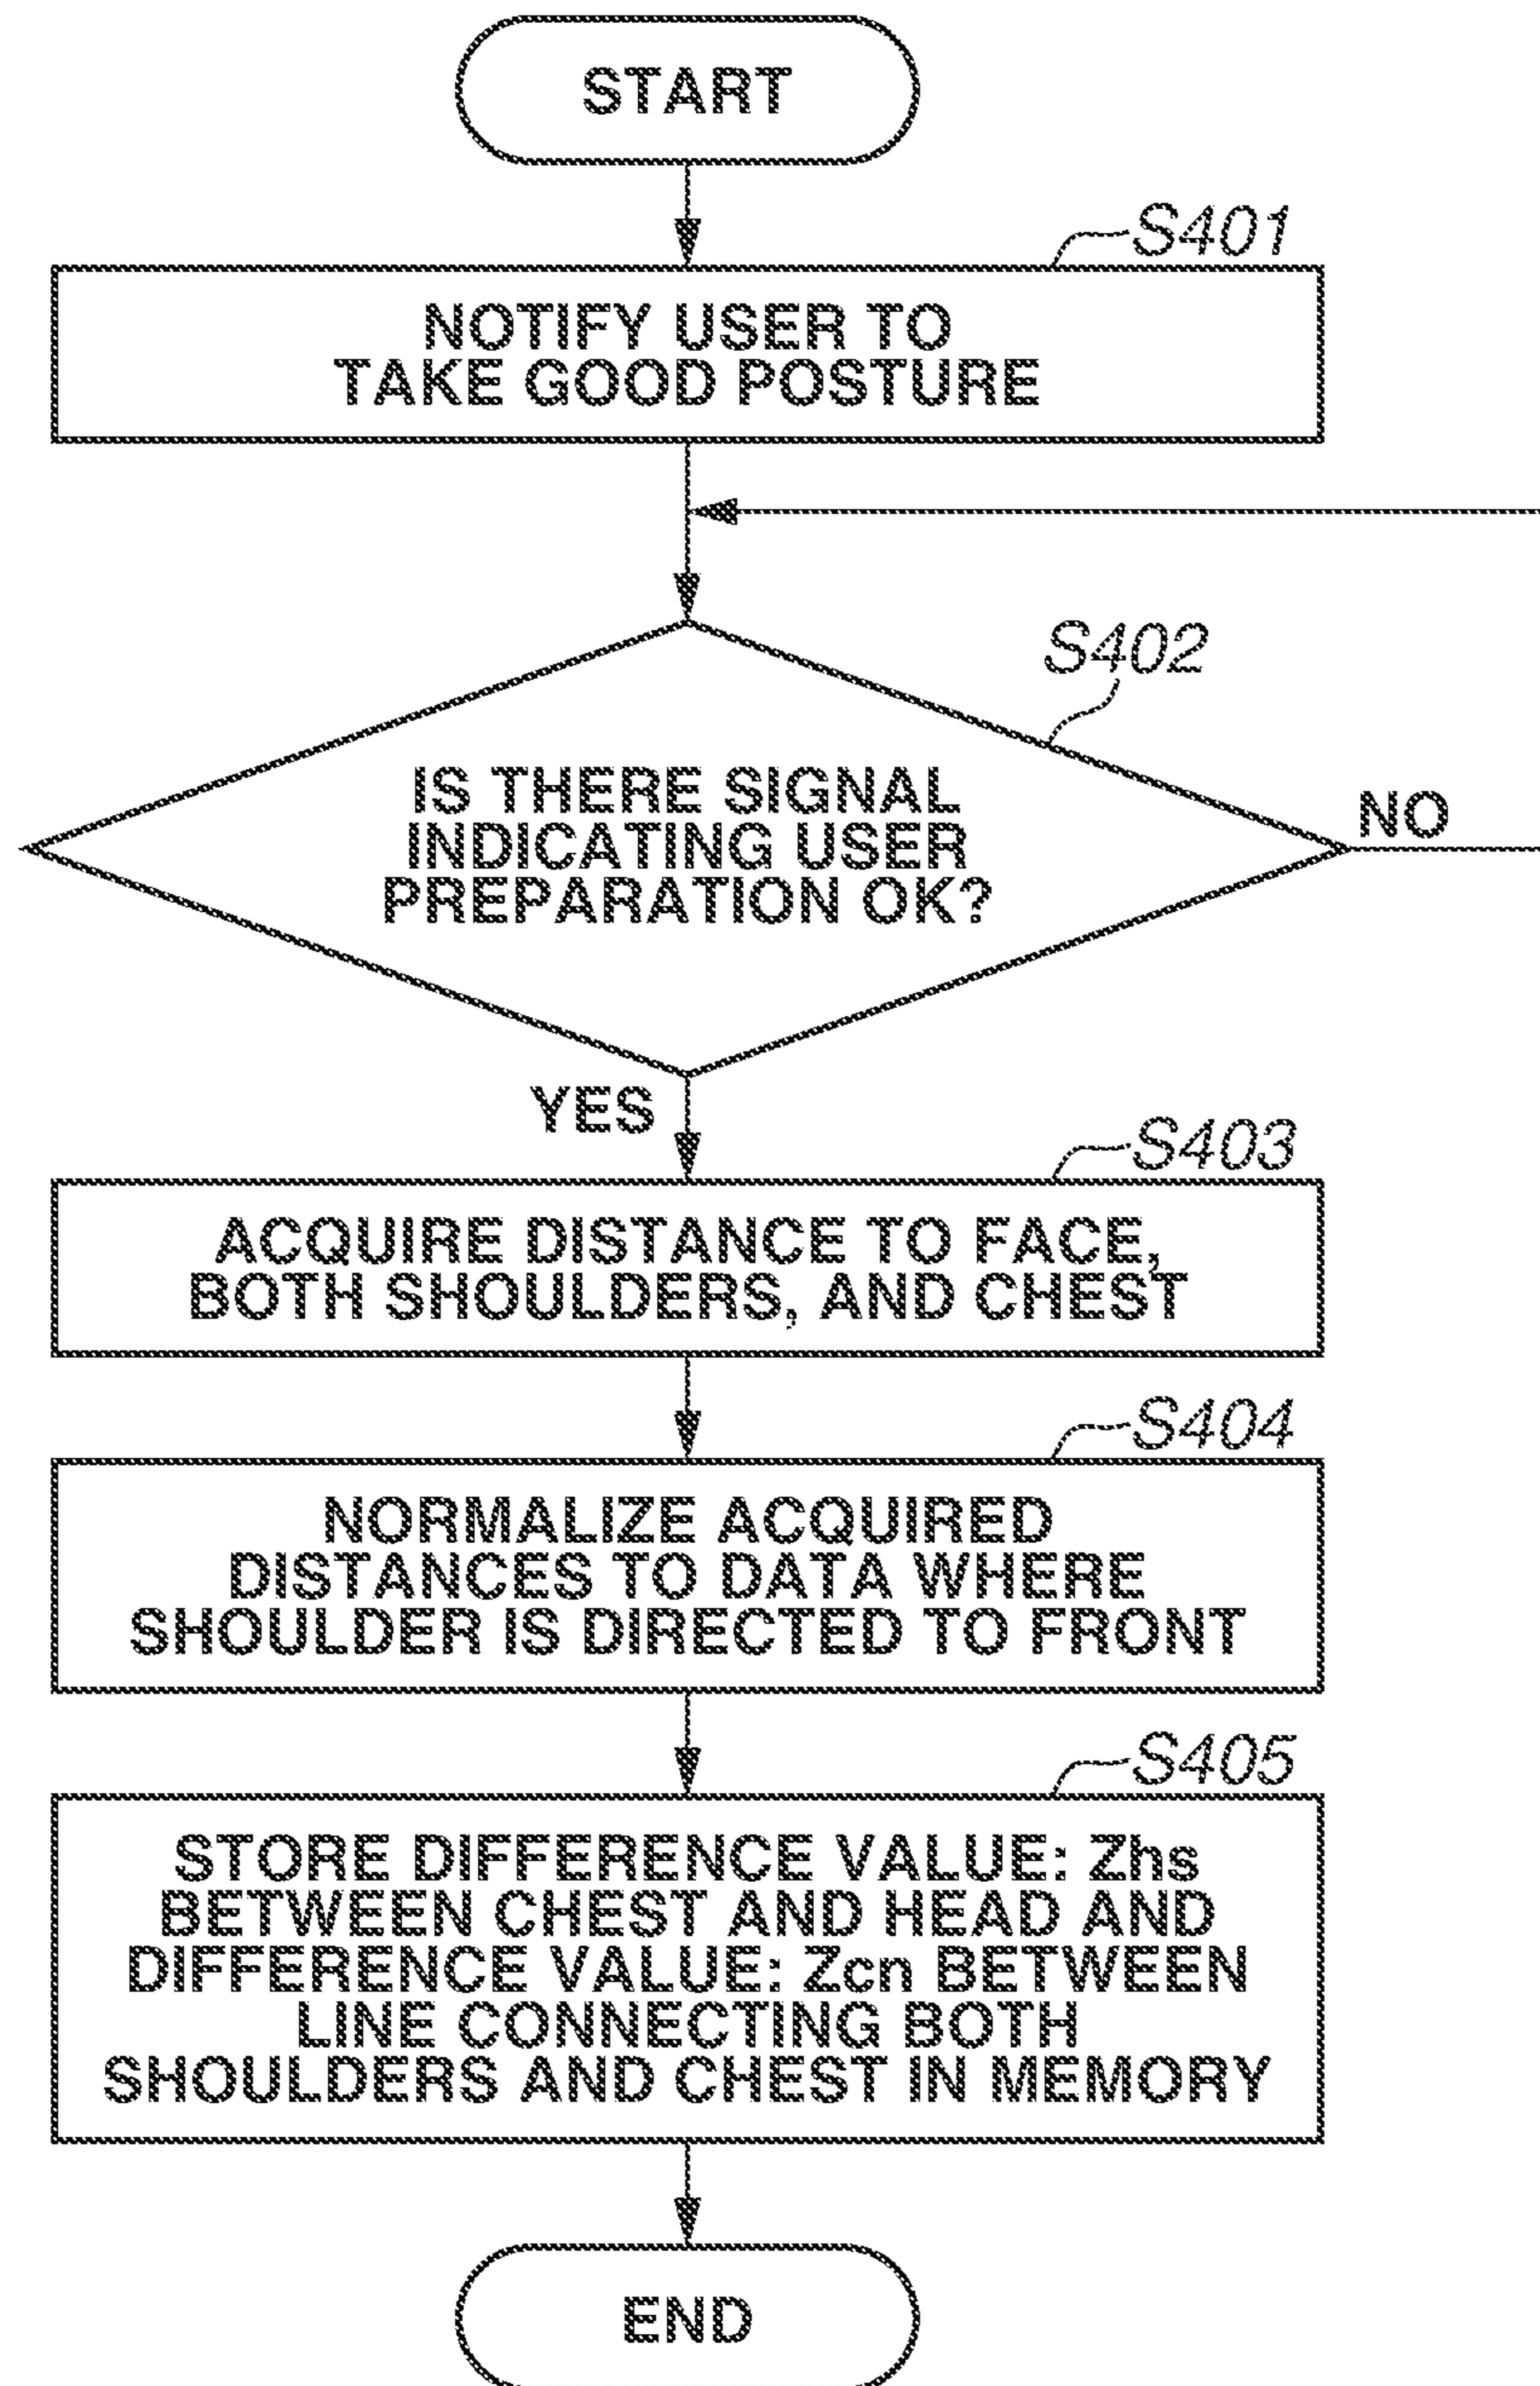 START
S401
NOTIFY USER TO
TAKE GOOD POSTURE
S402
IS THERE SIGNAL
INDICATING USER
PREPARATION OK?
NO
YES
S403
ACQUIRE DISTANCE TO FACE,
BOTH SHOULDERS, AND CHEST
S404
NORMALIZE ACQUIRED
DISTANCES TO DATA WHERE
SHOULDER IS DIRECTED TO FRONT
S405
STORE DIFFERENCE VALUE: Zhs
BETWEEN CHEST AND HEAD AND
DIFFERENCE VALUE: Zcn BETWEEN
LINE CONNECTING BOTH
SHOULDERS AND CHEST IN MEMORY
END